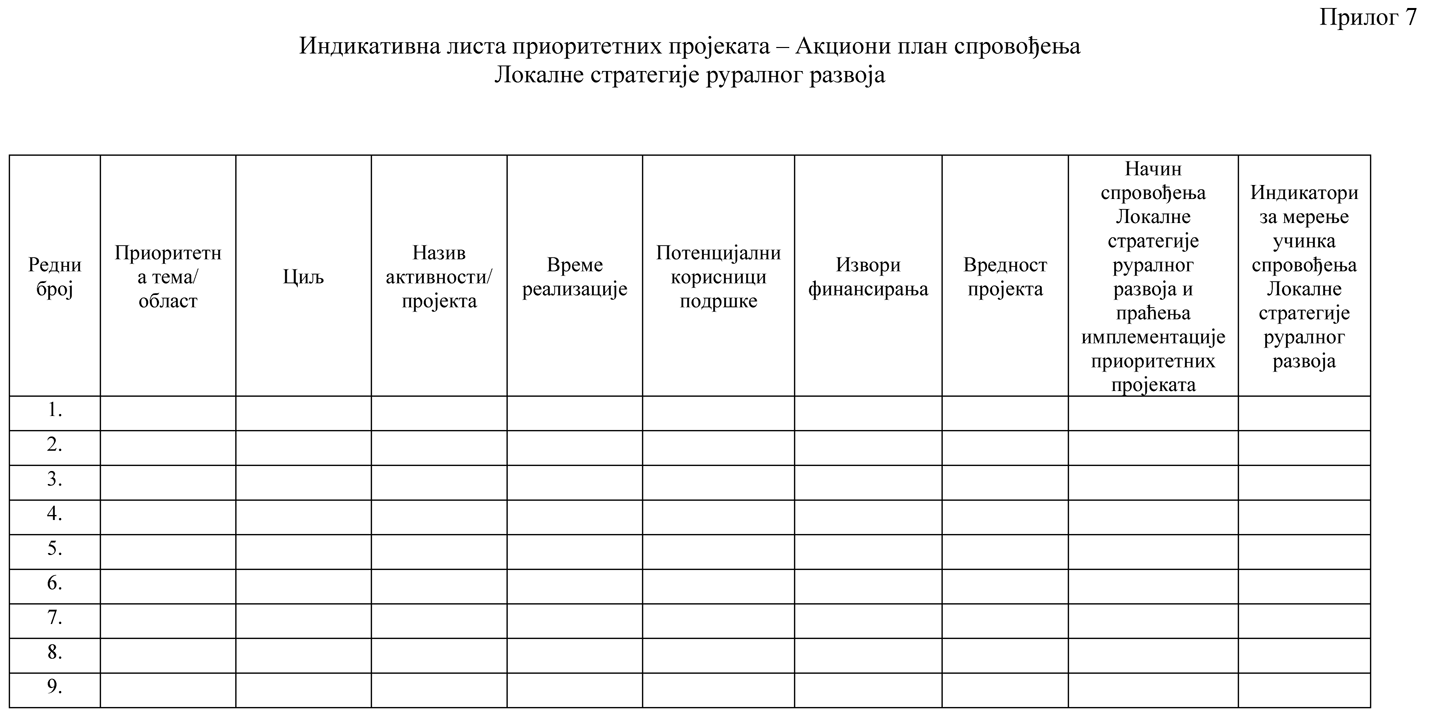 Прилог 7
Индикативна листа приоритетних пројеката – Акциони план спровођења
Локалне стратегије руралног развоја
Редни
број
Приоритетн
а тема/
област
Циљ
Назив
активности/
пројекта
Време
реализације
Потенцијални
корисници
подршке
Извори
финансирања
Вредност
пројекта
Начин
спровођења
Локалне
стратегије
руралног
развоја и
праћења
имплементације
приоритетних
пројеката
Индикатори
за мерење
учинка
спровођења
Локалне
стратегије
руралног
развоја
1.
2.
3.
4.
5.
6.
7.
8.
9.